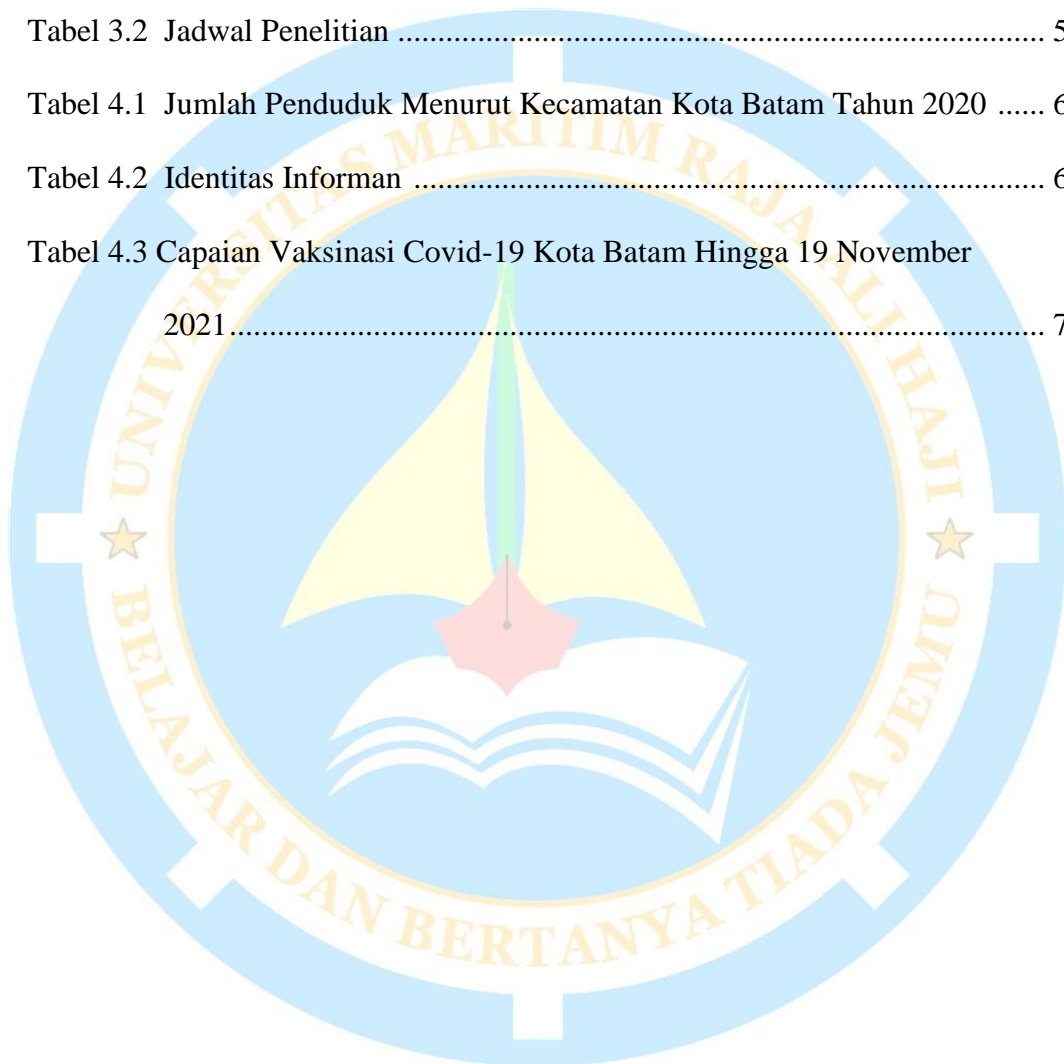 Tabel 3.2  Jadwal Penelitian ................................................................................. 5
Tabel 4.1  Jumlah Penduduk Menurut Kecamatan Kota Batam Tahun 2020 ...... 6
Tabel 4.2  Identitas Informan ............................................................................... 6
Tabel 4.3 Capaian Vaksinasi Covid-19 Kota Batam Hingga 19 November
2021...................................................................................................... 7
UNIVERSITAS MARITIM RAJA ALI HAJI
BELAJAR DAN BERTANYA TIADA JEMU